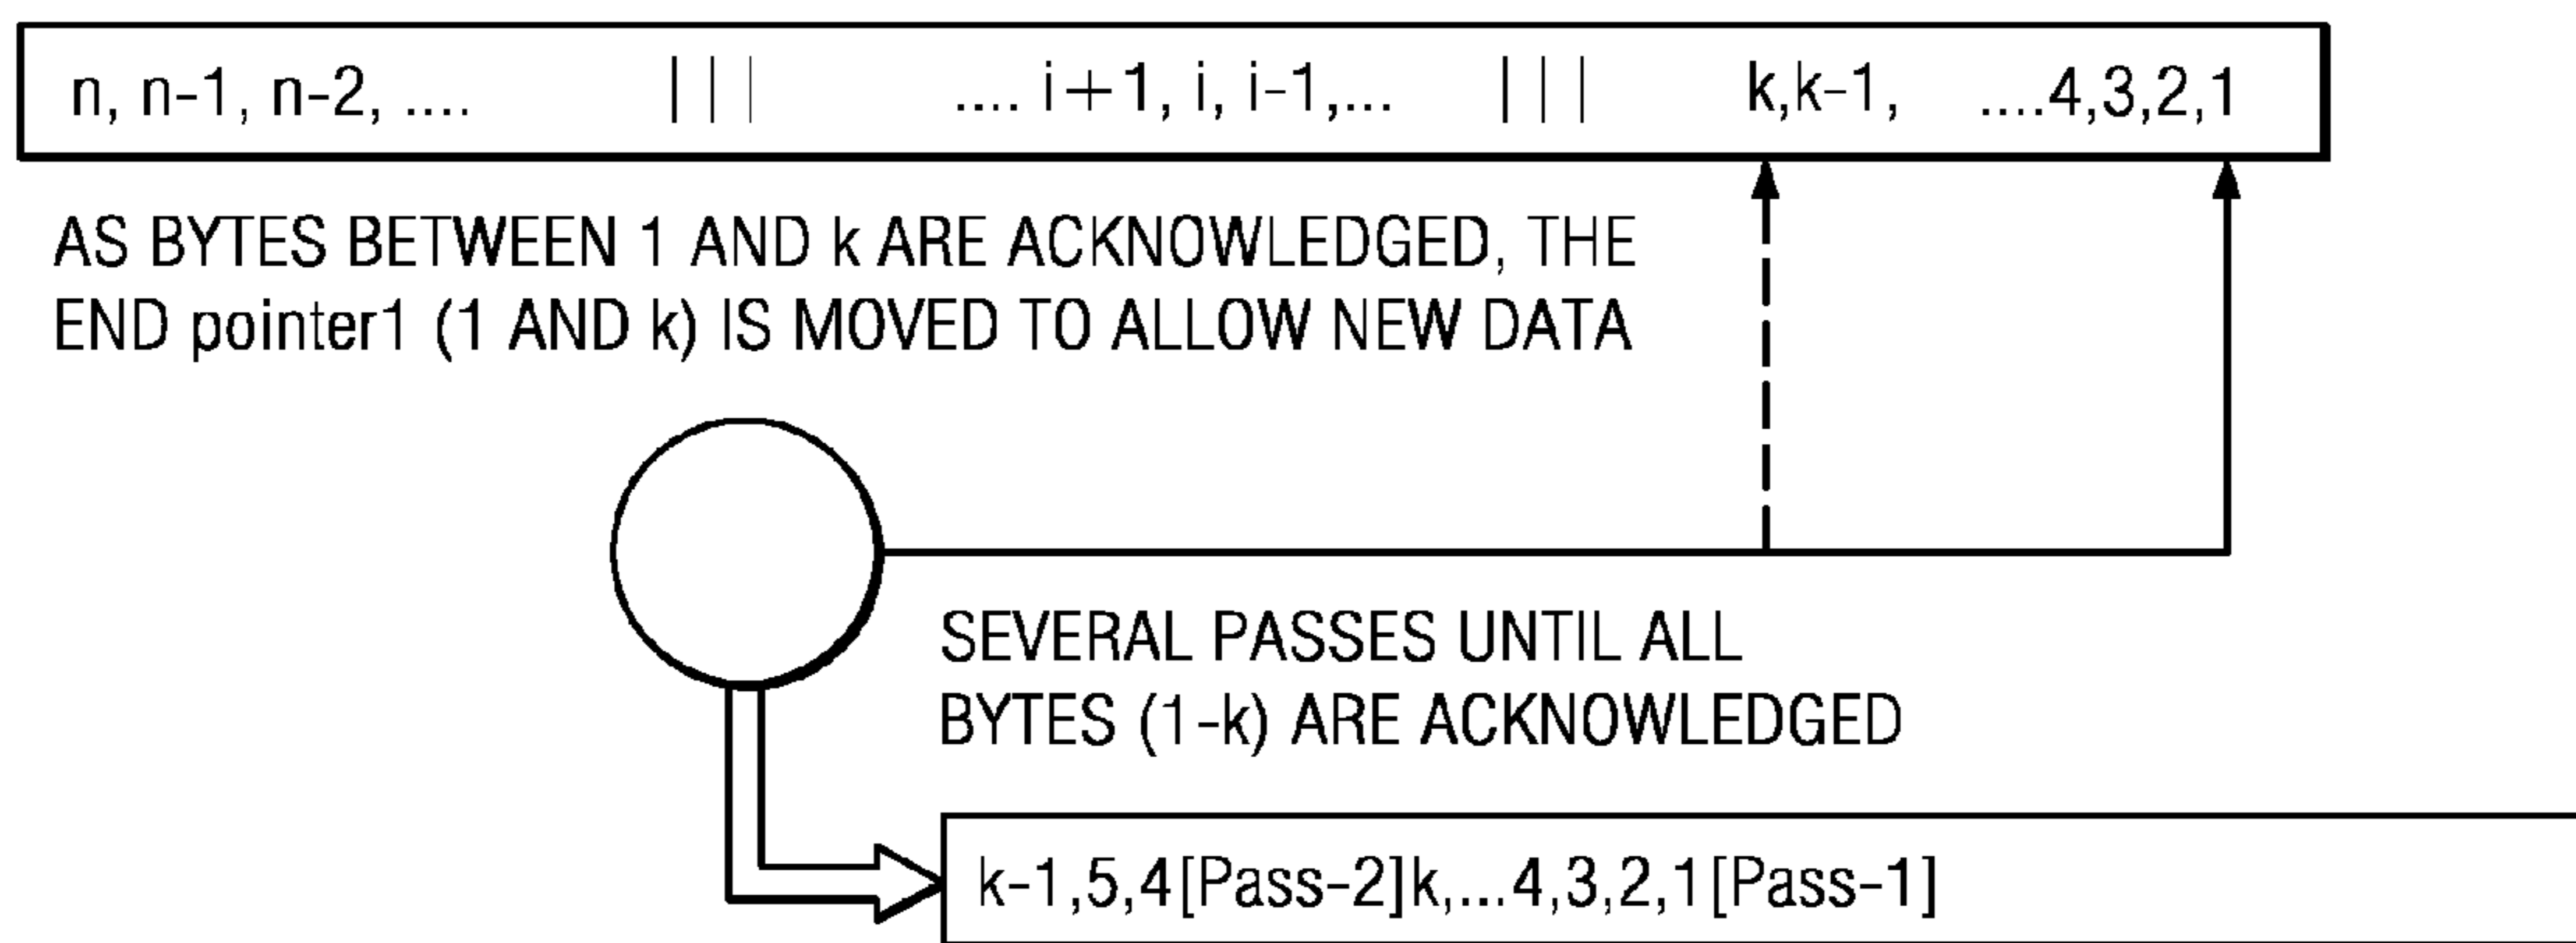 n, n-1, n-2, .... ||| .... i+1, i, i-1,... ||| k,k-1, ....4,3,2,1
AS BYTES BETWEEN 1 AND k ARE ACKNOWLEDGED, THE
END pointer1 (1 AND k) IS MOVED TO ALLOW NEW DATA
SEVERAL PASSES UNTIL ALL
BYTES (1-k) ARE ACKNOWLEDGED
k-1,5,4[Pass-2]k,...4,3,2,1[Pass-1]